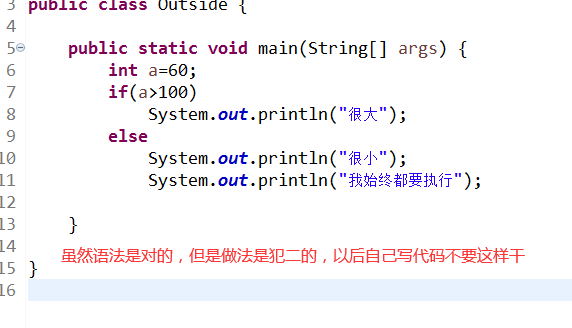 3 public class Outside {
4
5 public static void main(String[] args) {
6 int a=60;
7 if(a>100)
8 System.out.println("很大");
9 else
10 System.out.println("很小");
11 System.out.println("我始终都要执行");
12
13 }
14
虽然语法是对的，但是做法是犯二的，以后自己写代码不要这样干
15 }
16